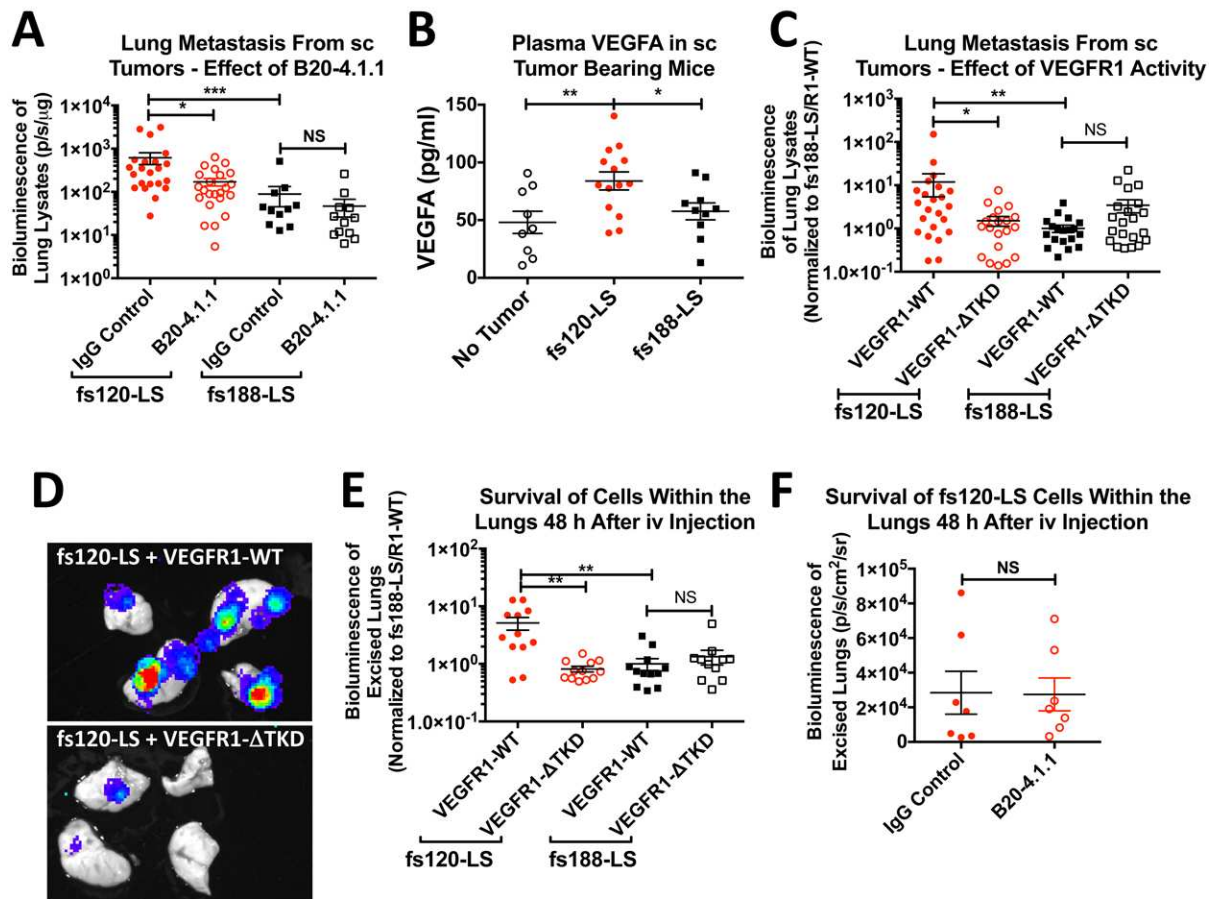 A
Lung Metastasis From sc
Tumors - Effect of B20-4.1.1
Bioluminescence of
Lung Lysates (p/s/µg)
1×10⁴
1×10³
1×10²
1×10¹
1×10⁰
***
*
NS
IgG Control
B20-4.1.1
IgG Control
B20-4.1.1
fs120-LS
fs188-LS
B
Plasma VEGFA in sc
Tumor Bearing Mice
VEGFA (pg/ml)
150
100
50
0
**
*
No Tumor
fs120-LS
fs188-LS
C
Lung Metastasis From sc
Tumors - Effect of VEGFR1 Activity
Bioluminescence
of Lung Lysates
(Normalized to fs188-LS/R1-WT)
1×10³
1×10²
1×10¹
1×10⁰
1.0×10⁻¹
**
*
NS
VEGFR1-WT
VEGFR1-ΔTKD
VEGFR1-WT
VEGFR1-ΔTKD
fs120-LS
fs188-LS
D
fs120-LS + VEGFR1-WT
fs120-LS + VEGFR1-ΔTKD
E
Survival of Cells Within the
Lungs 48 h After iv Injection
Bioluminescence of
Excised Lungs
(Normalized to fs188-LS/R1-WT)
1×10²
1×10¹
1×10⁰
1.0×10⁻¹
**
**
NS
VEGFR1-WT
VEGFR1-ΔTKD
VEGFR1-WT
VEGFR1-ΔTKD
fs120-LS
fs188-LS
F
Survival of fs120-LS Cells Within the
Lungs 48 h After iv Injection
Bioluminescence of
Excised Lungs (p/s/cm²/sr)
1×10⁵
8×10⁴
6×10⁴
4×10⁴
2×10⁴
0
NS
IgG Control
B20-4.1.1